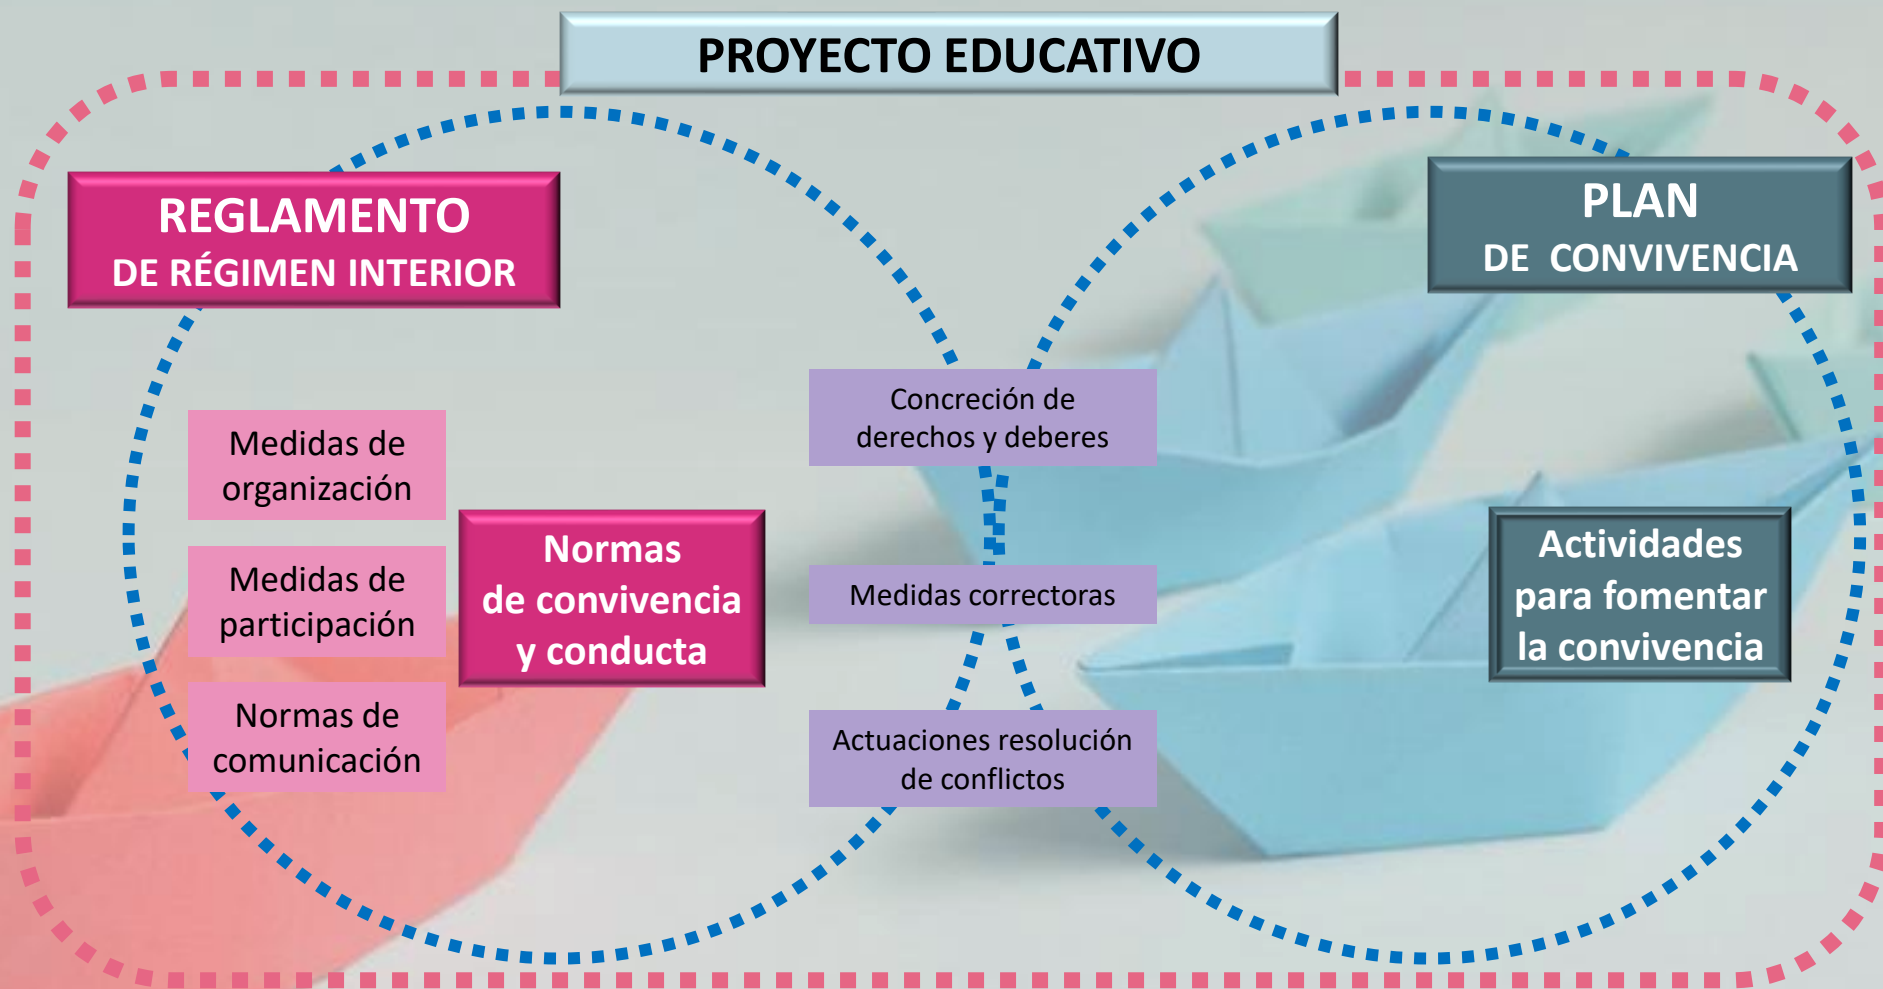 PROYECTO EDUCATIVO
REGLAMENTO
DE RÉGIMEN INTERIOR
PLAN
DE CONVIVENCIA
Medidas de
organización
Medidas de
participación
Normas de
comunicación
Normas
de convivencia
y conducta
Concreción de
derechos y deberes
Medidas correctoras
Actuaciones resolución
de conflictos
Actividades
para fomentar
la convivencia